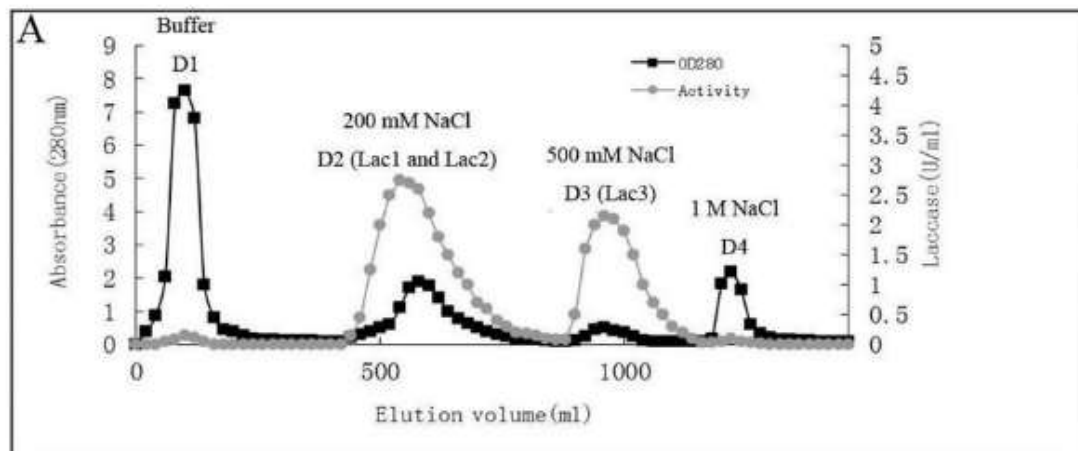 A
Buffer
D1
OD280
Activity
200 mM NaCl
D2 (Lac1 and Lac2)
500 mM NaCl
D3 (Lac3)
1 M NaCl
D4
Absorbance(280nm)
9
8
7
6
5
4
3
2
1
0
Laccase(U/ml)
5
4.5
4
3.5
3
2.5
2
1.5
1
0.5
0
0
500
1000
Elution volume(ml)